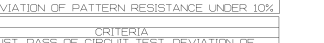 VIATION OF PATTERN RESISTANCE UNDER 10%
CRITERIA
PASS OF CIRCUIT TEST, DEVIATION OF